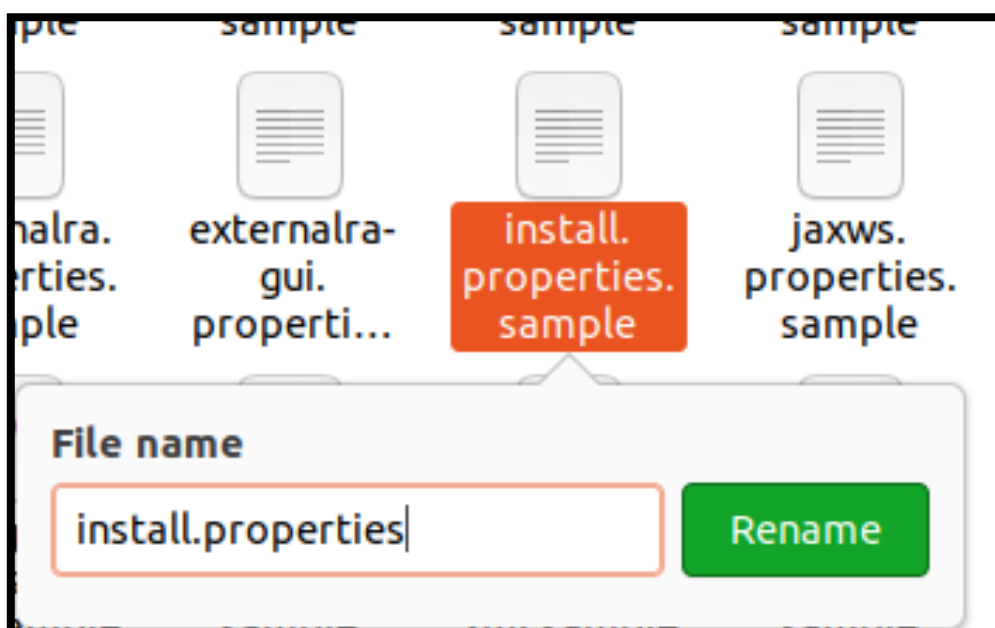 sample
sample
sample
externalra-
gui.
properti...
install.
properties.
sample
jaxws.
properties.
sample
File name
install.properties
Rename